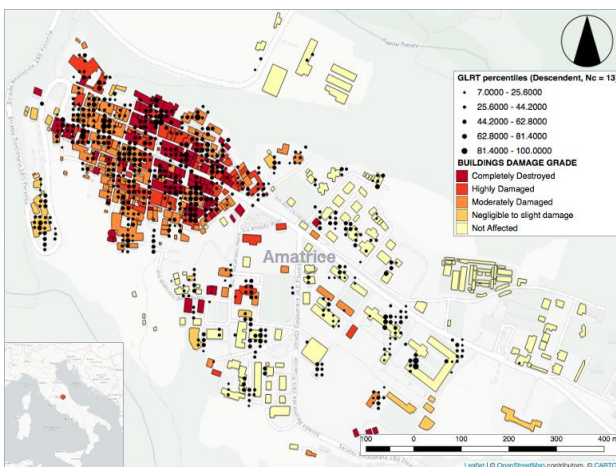 GLRT percentiles (Descendent, Nc = 13)
7.0000 - 25.6000
25.6000 - 44.2000
44.2000 - 62.8000
62.8000 - 81.4000
81.4000 - 100.0000
BUILDINGS DAMAGE GRADE
Completely Destroyed
Highly Damaged
Moderately Damaged
Negligible to slight damage
Not Affected
Amatrice
100 0 100 200 300 400 m
Leaflet | © OpenStreetMap contributors, © CARTO